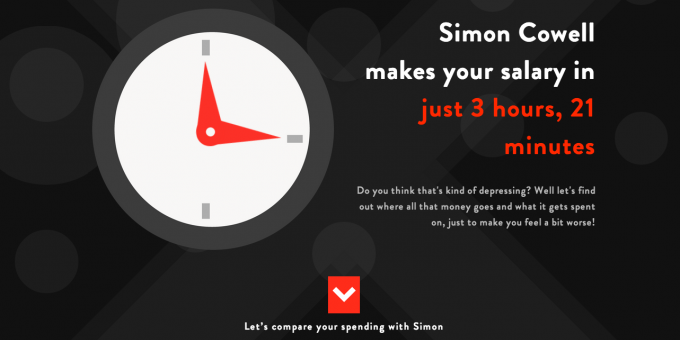 Simon Cowell
makes your salary in
just 3 hours, 21
minutes
Do you think that's kind of depressing? Well let's find
out where all that money goes and what it gets spent
on, just to make you feel a bit worse!
Let's compare your spending with Simon